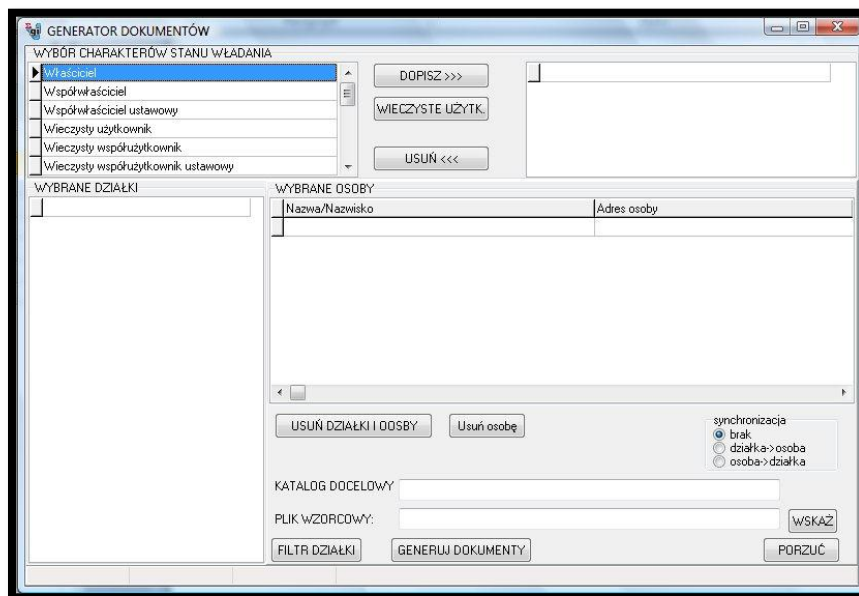 GENERATOR DOKUMENTÓW
WYBÓR CHARAKTERÓW STANU WŁADANIA
Właściciel
Współwłaściciel
Współwłaściciel ustawowy
Wieczysty użytkownik
Wieczysty współużytkownik
Wieczysty współużytkownik ustawowy
DOPISZ >>>
WIECZYSTE UŻYTK.
USUŃ <<<
WYBRANE DZIAŁKI
WYBRANE OSOBY
Nazwa/Nazwisko Adres osoby
USUŃ DZIAŁKI I OOSBY Usuń osobę
synchronizacja
brak
działka->osoba
osoba->działka
KATALOG DOCELOWY
PLIK WZORCOWY: WSKAŻ
FILTR DZIAŁKI GENERUJ DOKUMENTY PORZUĆ